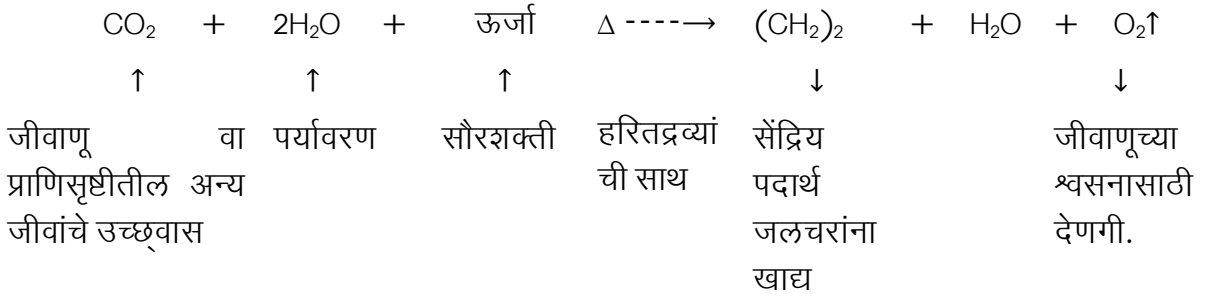 CO₂ + 2H₂O + ऊर्जा Δ ----→ (CH₂)₂ + H₂O + O₂↑
↑ ↑ ↑ ↓ ↓
जीवाणू वा पर्यावरण सौरशक्ती हरितद्रव्यां सेंद्रिय जीवाणूच्या
प्राणिसृष्टीतील अन्य ची साथ पदार्थ श्वसनासाठी
जीवांचे उच्छ्‌वास जलचरांना देणगी.
खाद्य